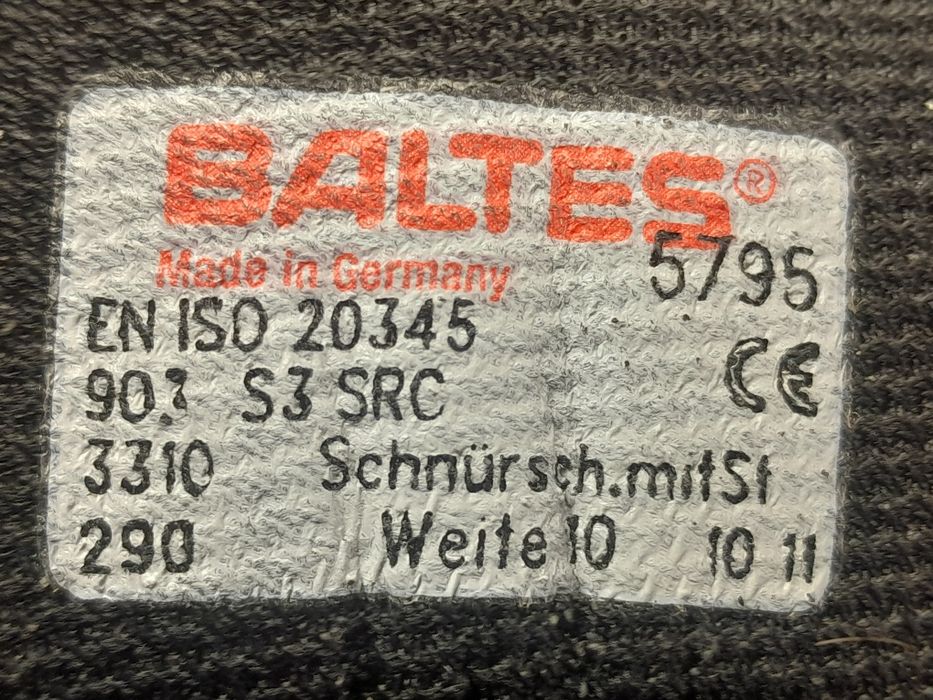 BALTES®
Made in Germany
5795
EN ISO 20345
CE
903 S3 SRC
3310 Schnürsch.mitSt
290 Weite 10 10 11